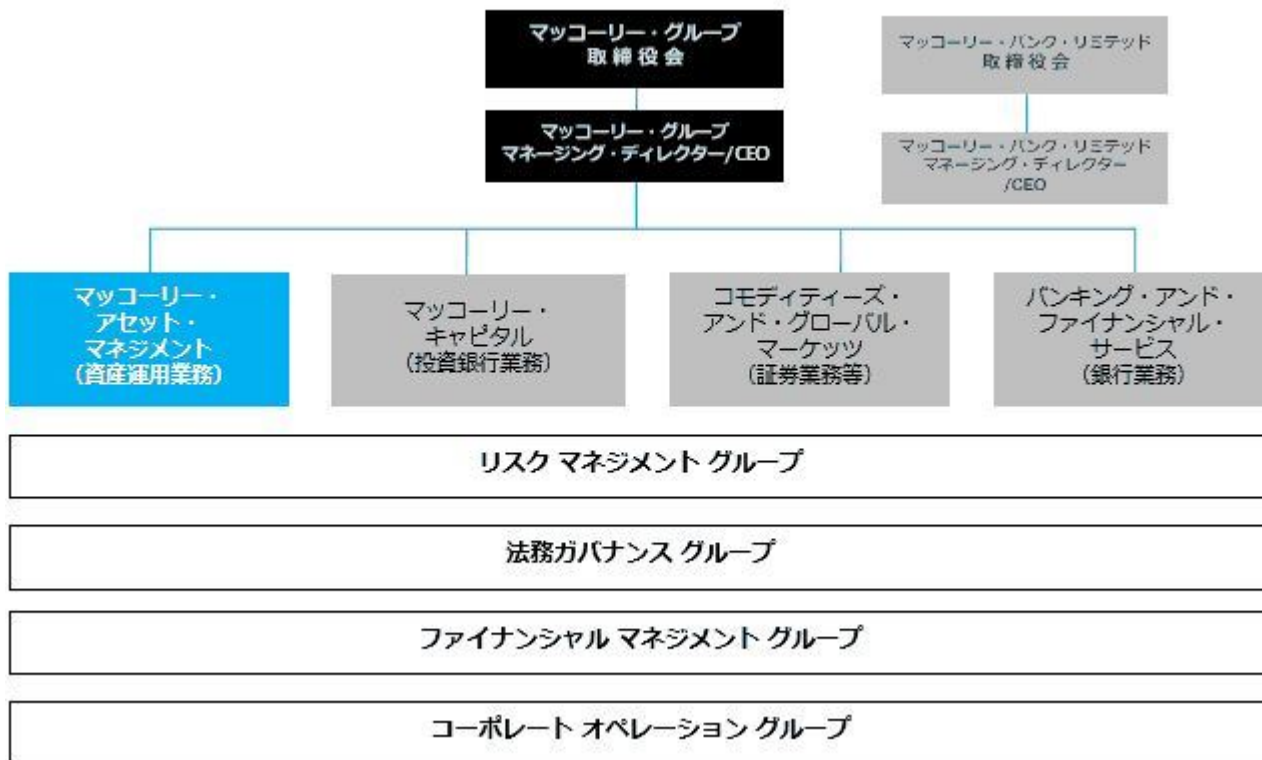 マッコーリー・グループ
取締役会
マッコーリー・グループ
マネージング・ディレクター/CEO
マッコーリー・バンク・リミテッド
取締役会
マッコーリー・バンク・リミテッド
マネージング・ディレクター
/CEO
マッコーリー・
アセット・
マネジメント
(資産運用業務)
マッコーリー・
キャピタル
(投資銀行業務)
コモディティーズ・
アンド・グローバル・
マーケッツ
(証券業務等)
バンキング・アンド・
ファイナンシャル・
サービス
(銀行業務)
リスク マネジメント グループ
法務ガバナンス グループ
ファイナンシャル マネジメント グループ
コーポレート オペレーション グループ